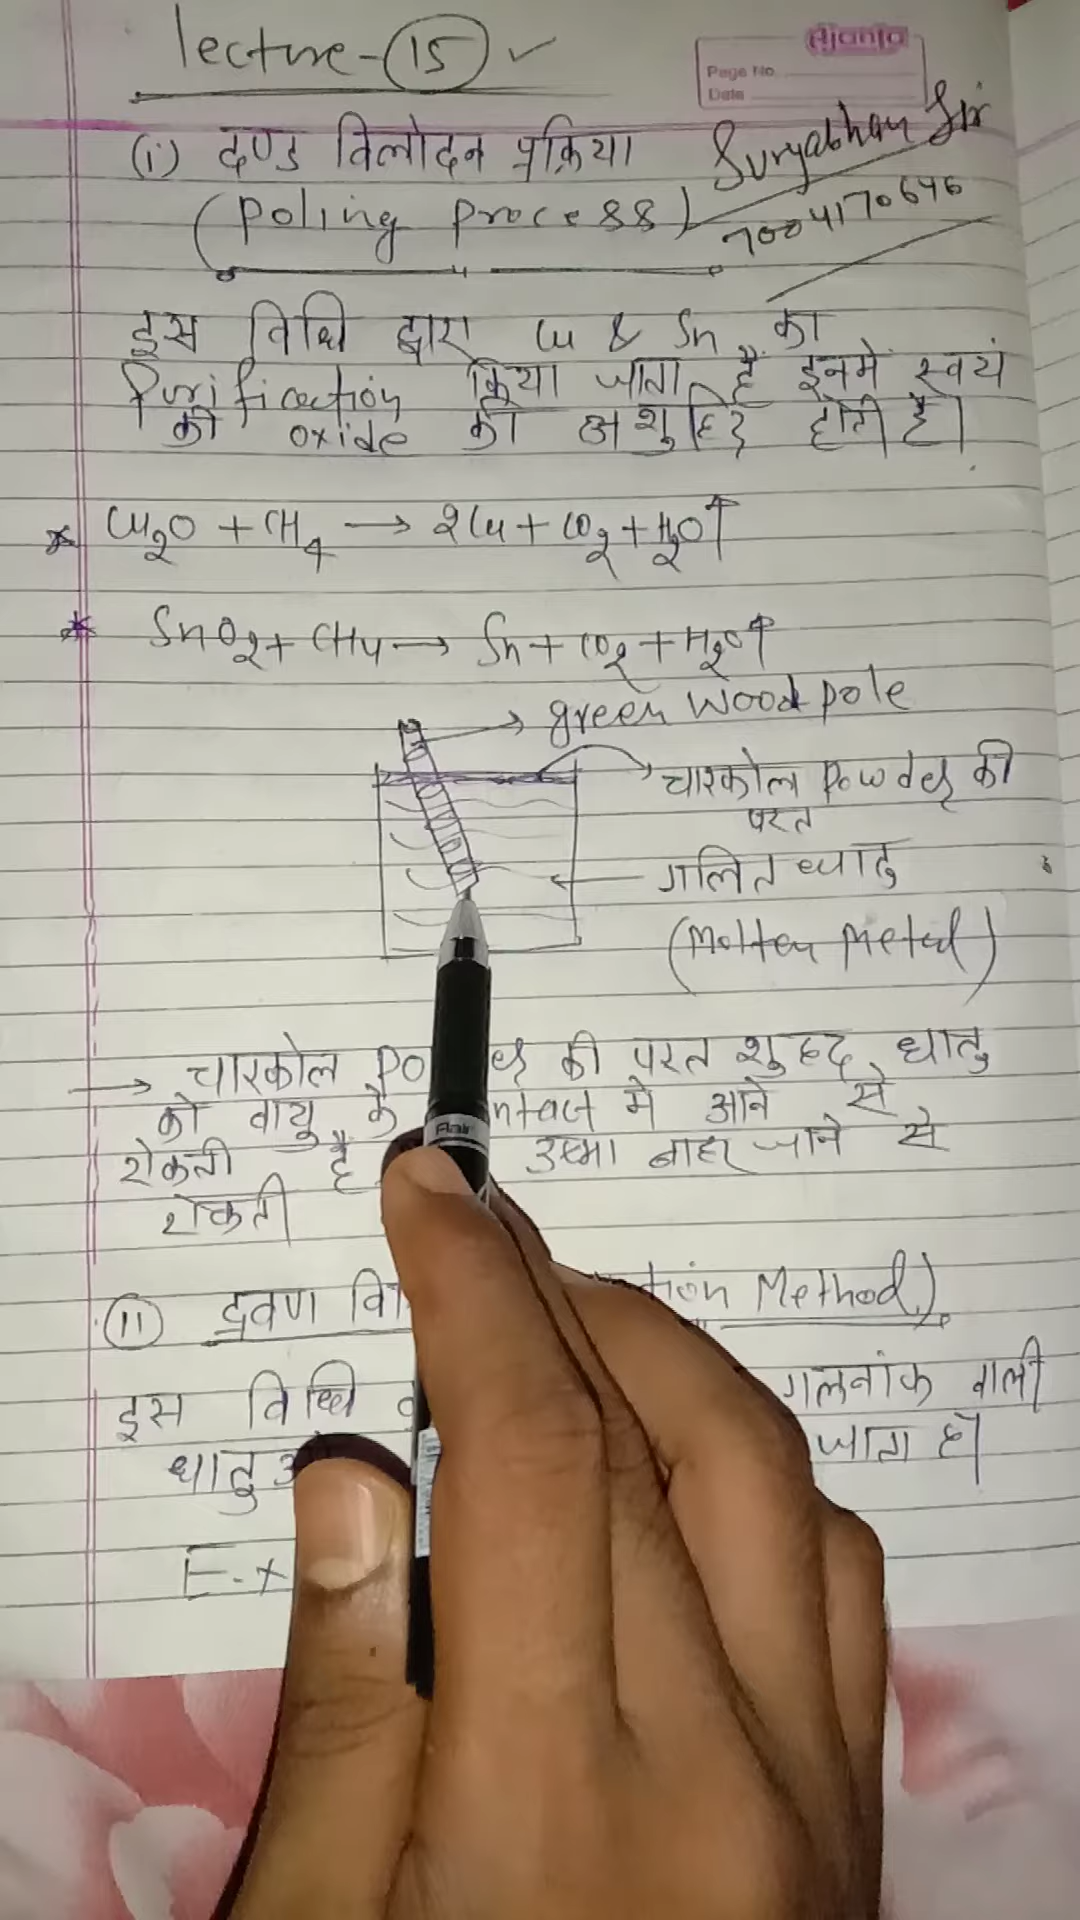 lecture-15
Ajanta
Page No.
Date
(i) दण्ड विलोदन प्रक्रिया
Suryabhan Sir
(poling process)
7004170646
इस विधि द्वारा Cu & Sn का
Purification किया जाता है इनमें स्वयं
की oxide की अशुद्धि होती है।
* Cu₂O + CH₄ → 2Cu + CO₂ + H₂O↑
* SnO₂ + CH₄ → Sn + CO₂ + H₂O↑
green wood pole
चारकोल powder की
परत
गलित धातु
(Molten Metal)
→ चारकोल की परत शुद्ध धातु
को वायु के ntact मे आने से
रोकती है उष्मा बाहर जाने से
रोकती
Flair
(ii) द्रवण वि tion Method)
इस विधि गलनांक वाली
धातुओ जाता है।
E.x